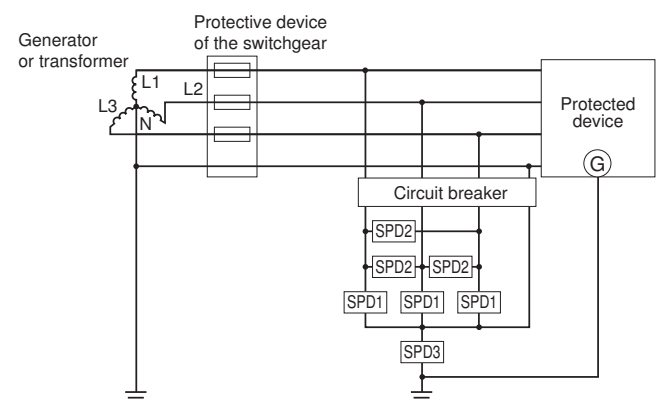 Generator
or transformer
Protective device
of the switchgear
L1
L2
L3
N
Protected
device
G
Circuit breaker
SPD2
SPD2 SPD2
SPD1 SPD1 SPD1
SPD3